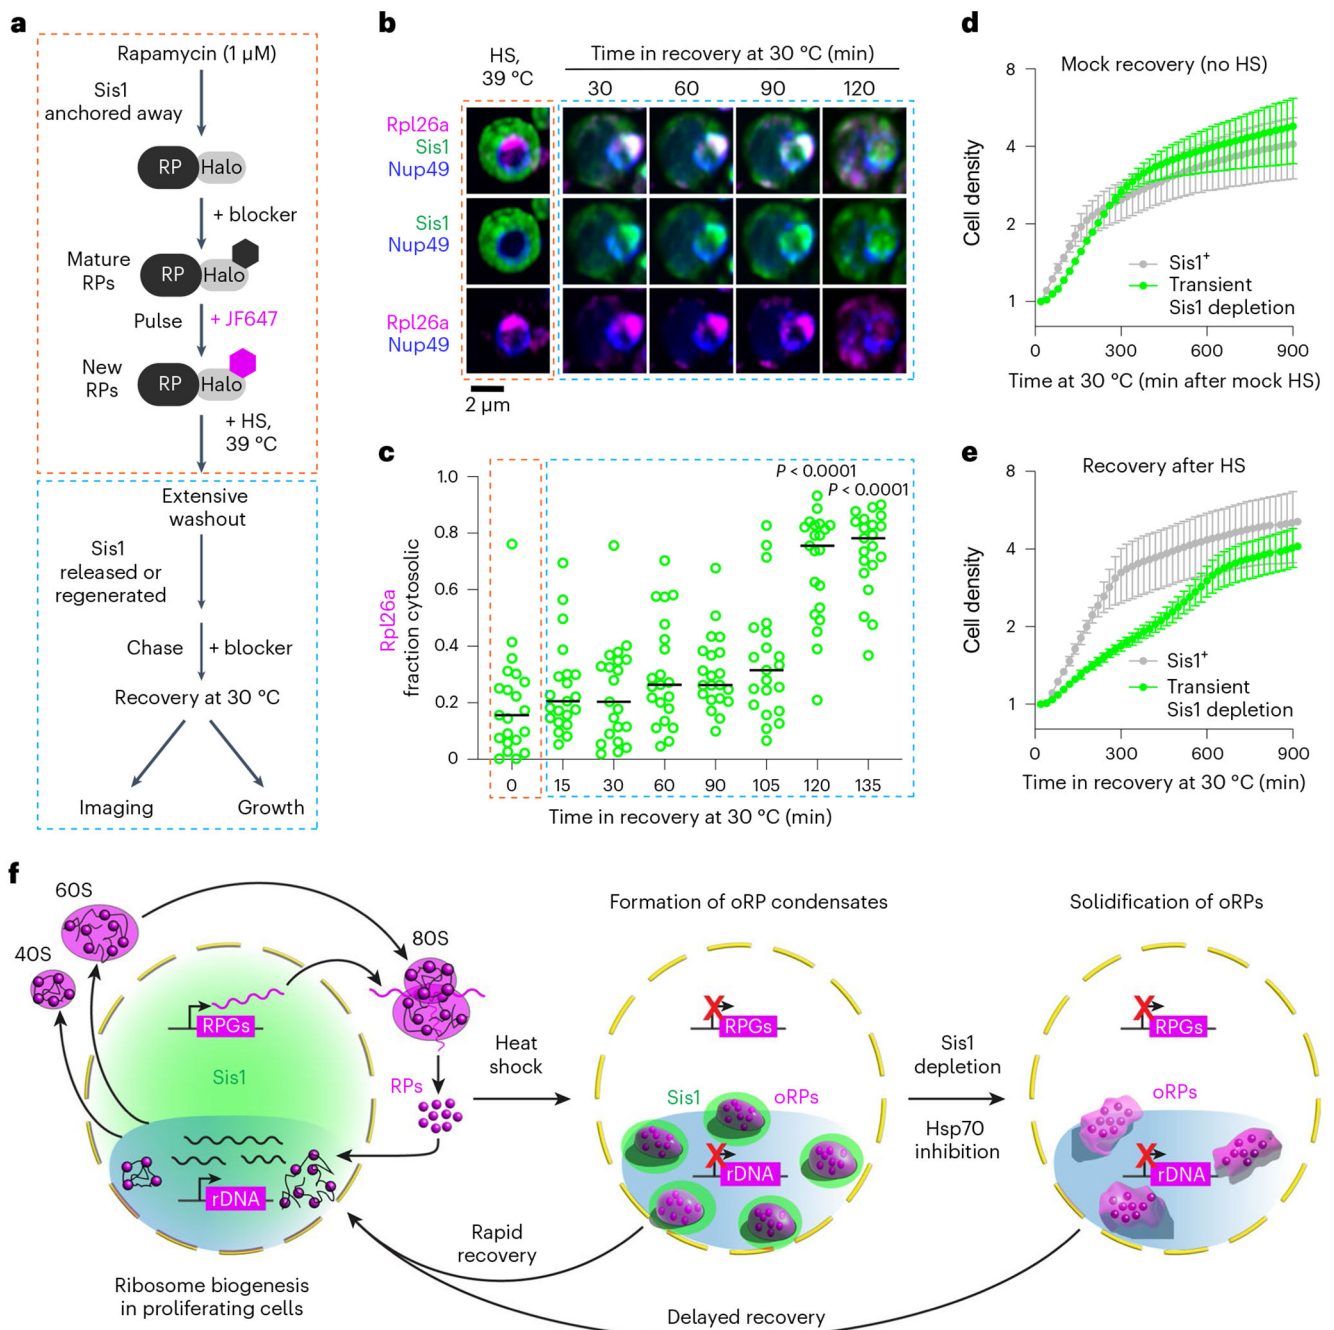 a
Rapamycin (1 µM)
Sis1
anchored away
RP
Halo
+ blocker
Mature
RPs
RP
Halo
Pulse
+ JF647
New
RPs
RP
Halo
+ HS,
39 °C
Extensive
washout
Sis1
released or
regenerated
Chase
+ blocker
Recovery at 30 °C
Imaging
Growth
b
HS,
39 °C
Time in recovery at 30 °C (min)
30
60
90
120
Rpl26a
Sis1
Nup49
Sis1
Nup49
Rpl26a
Nup49
2 µm
c
P < 0.0001
P < 0.0001
1.0
0.8
0.6
0.4
0.2
0
Rpl26a
fraction cytosolic
0
15
30
60
90
105
120
135
Time in recovery at 30 °C (min)
d
Mock recovery (no HS)
8
4
2
1
Cell density
Sis1+
Transient
Sis1 depletion
0
300
600
900
Time at 30 °C (min after mock HS)
e
Recovery after HS
8
4
2
1
Cell density
Sis1+
Transient
Sis1 depletion
0
300
600
900
Time in recovery at 30 °C (min)
f
60S
40S
80S
RPGs
Sis1
RPs
rDNA
Ribosome biogenesis
in proliferating cells
Heat
shock
Formation of oRP condensates
X
RPGs
Sis1
oRPs
X
rDNA
Rapid
recovery
Sis1
depletion
Hsp70
inhibition
Solidification of oRPs
X
RPGs
oRPs
X
rDNA
Delayed recovery